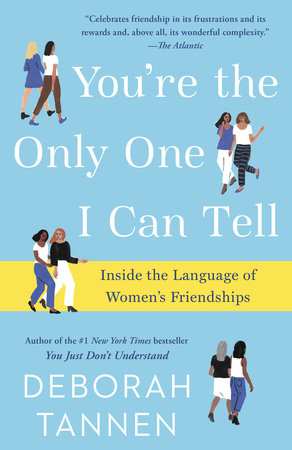 “Celebrates friendship in its frustrations and its
rewards and, above all, its wonderful complexity.”
—The Atlantic
You’re the
Only One
I Can Tell
Inside the Language of
Women’s Friendships
Author of the #1 New York Times bestseller
You Just Don’t Understand
DEBORAH
TANNEN